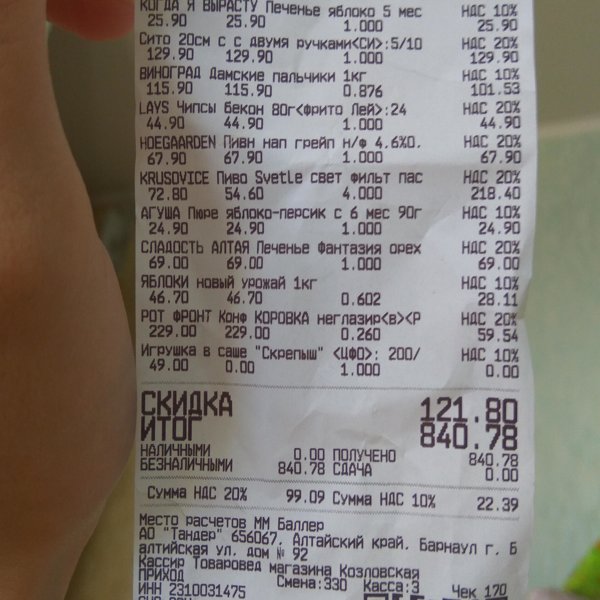 КОГДА Я ВЫРАСТУ Печенье яблоко 5 мес НДС 10%
25.90 25.90 1.000 25.90
Сито 20см с с двумя ручками<СИ>:5/10 НДС 20%
129.90 129.90 1.000 129.90
ВИНОГРАД Дамские пальчики 1кг НДС 10%
115.90 115.90 0.876 101.53
LAYS Чипсы Бекон 80г<Фрито Лей>:24 НДС 20%
44.90 44.90 1.000 44.90
HOEGAARDEN Пивн нап грейп н/ф 4,6%0. НДС 20%
67.90 67.90 1.000 67.90
KRUSOVICE Пиво Svetle свет фильт пас НДС 20%
72.80 54.60 4.000 218.40
АГУША Пюре яблоко-персик с 6 мес 90г НДС 10%
24.90 24.90 1.000 24.90
СЛАДОСТЬ АЛТАЯ Печенье Фантазия орех НДС 20%
69.00 69.00 1.000 69.00
ЯБЛОКИ новый урожай 1кг НДС 10%
46.70 46.70 0.602 28.11
РОТ ФРОНТ Конф КОРОВКА неглазир<в><Р НДС 20%
229.00 229.00 0.260 59.54
Игрушка в саше "Скрепыш" <ЦФО>: 200/ НДС 10%
49.00 0.00 1.000 0.00
СКИДКА 121.80
ИТОГ 840.78
НАЛИЧНЫМИ 0.00 ПОЛУЧЕНО 840.78
БЕЗНАЛИЧНЫМИ 840.78 СДАЧА 0.00
Сумма НДС 20% 99.09 Сумма НДС 10% 22.39
Место расчетов ММ Баллер
АО "Тандер" 656067, Алтайский край, Барнаул г, Б
алтийская ул, дом № 92
Кассир Товаровед магазина Козловская
ПРИХОД Смена:330 Касса:3 Чек 170
ИНН 2310031475